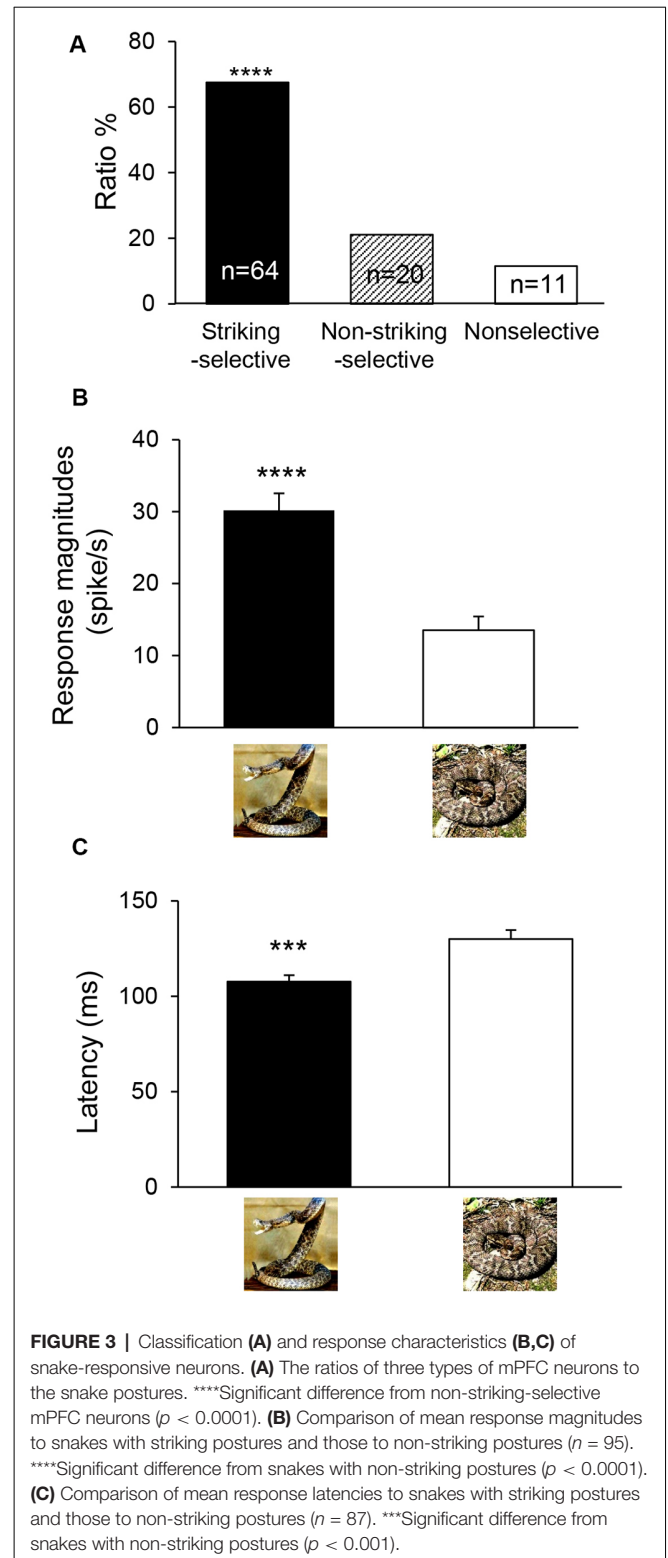 A
80
****
60
Ratio %
40
20
n=64
n=20
n=11
0
Striking
-selective
Non-striking
-selective
Nonselective
B
40
****
30
Response magnitudes
(spike/s)
20
10
0
C
150
***
100
Latency (ms)
50
0
FIGURE 3 | Classification (A) and response characteristics (B,C) of
snake-responsive neurons. (A) The ratios of three types of mPFC neurons to
the snake postures. ****Significant difference from non-striking-selective
mPFC neurons (p < 0.0001). (B) Comparison of mean response magnitudes
to snakes with striking postures and those to non-striking postures (n = 95).
****Significant difference from snakes with non-striking postures (p < 0.0001).
(C) Comparison of mean response latencies to snakes with striking postures
and those to non-striking postures (n = 87). ***Significant difference from
snakes with non-striking postures (p < 0.001).